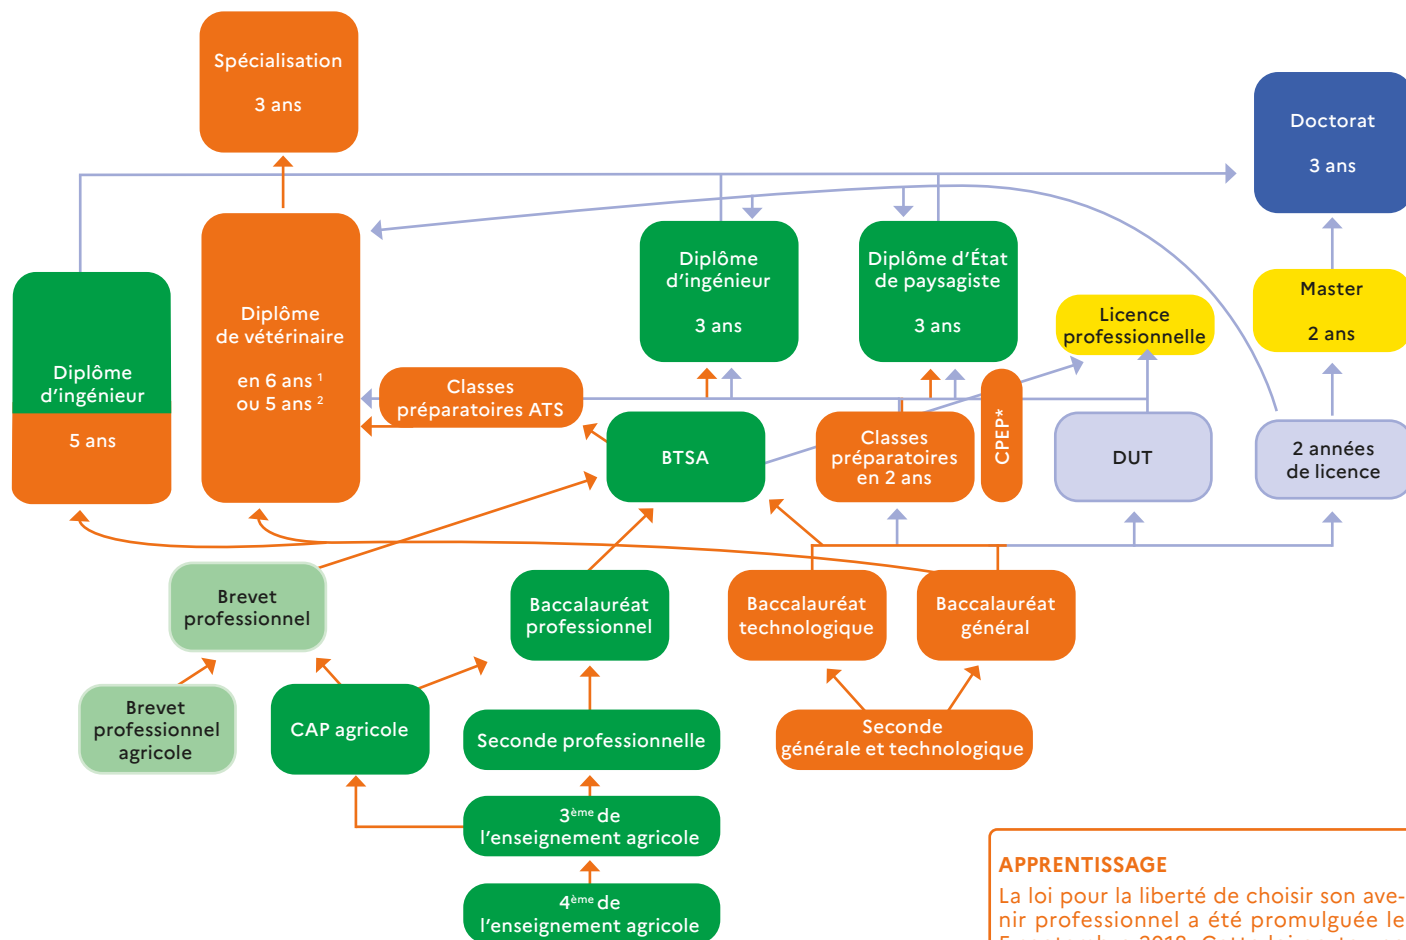 Spécialisation
3 ans
Doctorat
3 ans
Diplôme
d'ingénieur
5 ans
Diplôme
de vétérinaire
en 6 ans ¹
ou 5 ans ²
Diplôme
d'ingénieur
3 ans
Diplôme d'État
de paysagiste
3 ans
Licence
professionnelle
Master
2 ans
Classes
préparatoires ATS
BTSA
Classes
préparatoires
en 2 ans
CPEP*
DUT
2 années
de licence
Brevet
professionnel
Baccalauréat
professionnel
Baccalauréat
technologique
Baccalauréat
général
Brevet
professionnel
agricole
CAP agricole
Seconde professionnelle
Seconde
générale et technologique
3ème de
l'enseignement agricole
4ème de
l'enseignement agricole
APPRENTISSAGE
La loi pour la liberté de choisir son ave-
nir professionnel a été promulguée le
septembre 2018. Cette loi